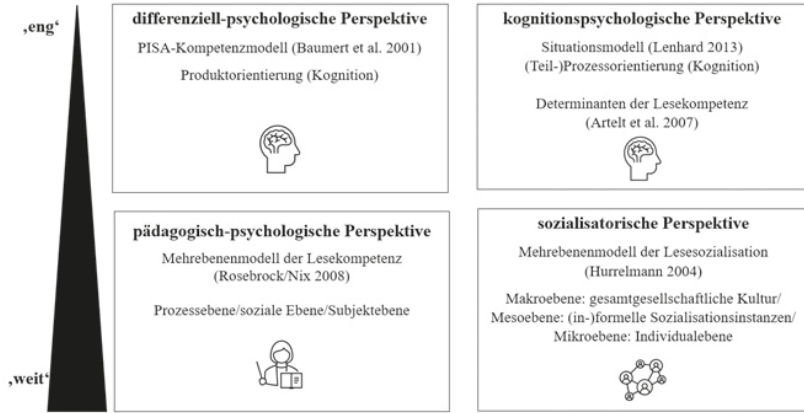 ‚eng‘
differenziell-psychologische Perspektive
PISA-Kompetenzmodell (Baumert et al. 2001)
Produktorientierung (Kognition)
kognitionspsychologische Perspektive
Situationsmodell (Lenhard 2013)
(Teil-)Prozessorientierung (Kognition)
Determinanten der Lesekompetenz
(Artelt et al. 2007)
pädagogisch-psychologische Perspektive
Mehrebenenmodell der Lesekompetenz
(Rosebrock/Nix 2008)
Prozessebene/soziale Ebene/Subjektebene
sozialisatorische Perspektive
Mehrebenenmodell der Lesesozialisation
(Hurrelmann 2004)
Makroebene: gesamtgesellschaftliche Kultur/
Mesoebene: (in-)formelle Sozialisationsinstanzen/
Mikroebene: Individualebene
‚weit‘